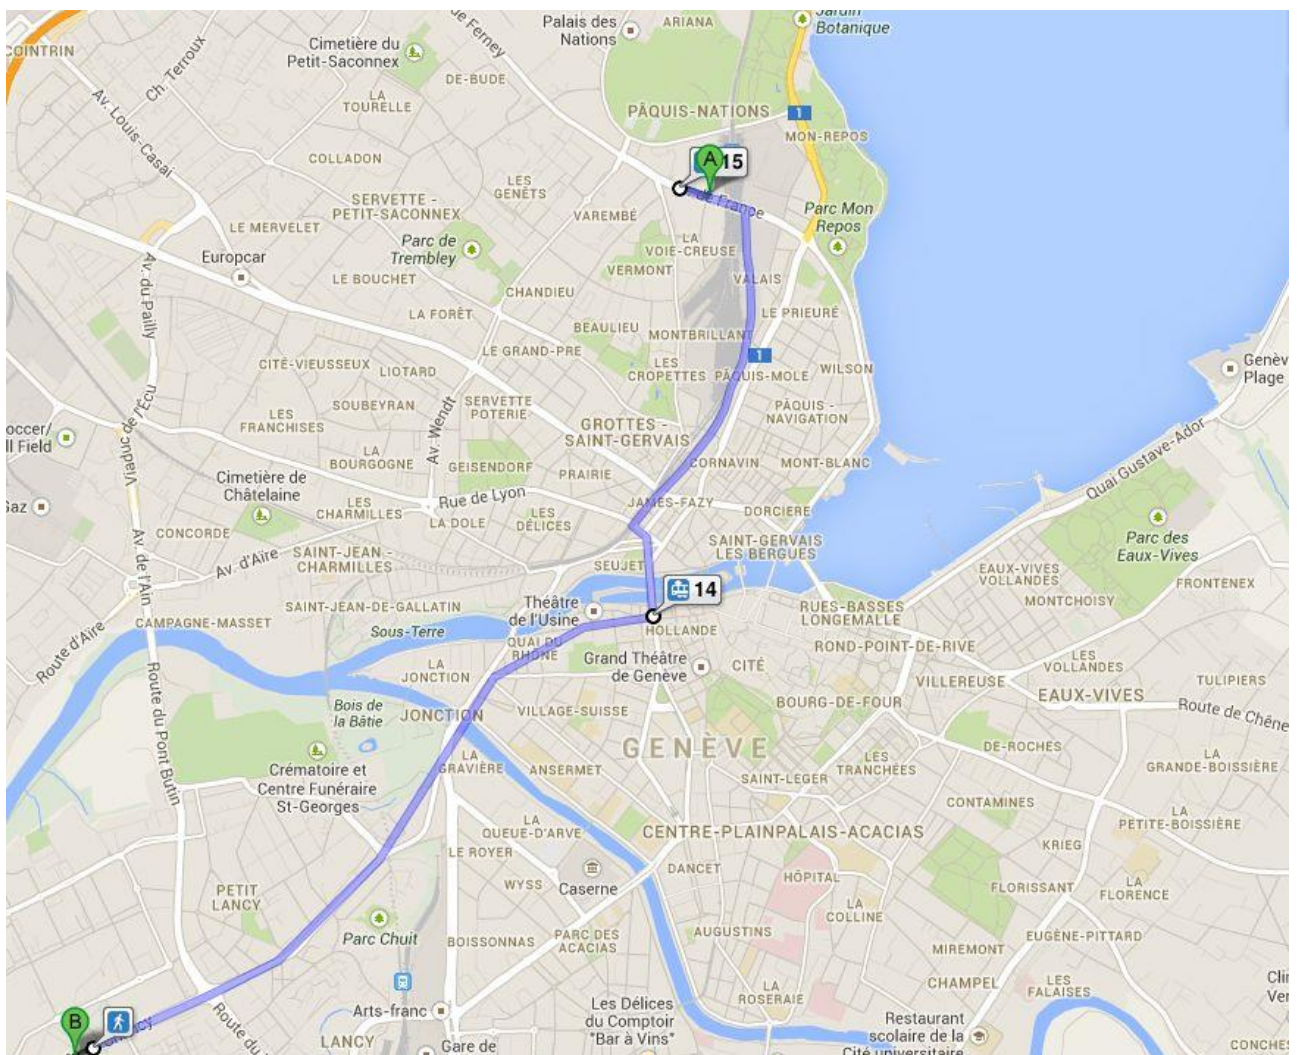 Palais des
Nations
ARIANA
Jardin
Botanique
COINTRIN
Cimetière du
Petit-Saconnex
de Ferney
DE-BUDE
Ch. Terroux
LA
TOURELLE
Av. Louis-Casaï
PÂQUIS-NATIONS
1
MON-REPOS
COLLADON
A
15
LES
GENÊTS
de France
SERVETTE -
PETIT-SACONNEX
VAREMBÉ
Parc Mon
Repos
LE MERVELET
Parc de
Trembley
LA
VOIE-CREUSE
Europcar
VERMONT
LE BOUCHET
VALAIS
Av. du Pailly
CHANDIEU
LA FORÊT
LE PRIEURÉ
BEAULIEU
MONTBRILLANT
LE GRAND-PRE
1
CITÉ-VIEUSSEUX
LIOTARD
LES
CROPETTES
PÂQUIS-MOLE
WILSON
Genèv
Plage
SOUBEYRAN
SERVETTE
POTERIE
PÂQUIS -
NAVIGATION
LES
FRANCHISES
Av. Wendt
GROTTES -
SAINT-GERVAIS
Viaduc de l'Écu
occer/
ll Field
LA
BOURGOGNE
GEISENDORF
PRAIRIE
CORNAVIN
MONT-BLANC
Quai Gustave-Ador
Cimetière de
Châtelaine
Rue de Lyon
JAMES-FAZY
DORCIERE
Gaz
LES
CHARMILLES
LA DOLE
LES
DÉLICES
CONCORDE
Parc des
Eaux-Vives
SAINT-GERVAIS
LES BERGUES
Av. d'Aïre
SAINT-JEAN -
CHARMILLES
SEUJET
EAUX-VIVES
VOLLANDES
FRONTENEX
Av. de l'Ain
14
MONTCHOISY
SAINT-JEAN-DE-GALLATIN
Théâtre
de l'Usine
RUES-BASSES
LONGEMALLE
CAMPAGNE-MASSET
Sous-Terre
HOLLANDE
Route d'Aïre
QUAI DU
RHÔNE
ROND-POINT-DE-RIVE
Grand Théâtre
de Genève
CITÉ
LES
VOLLANDES
LA
JONCTION
VILLEREUSE
TULIPIERS
EAUX-VIVES
Route du Pont Butin
Bois de
la Bâtie
JONCTION
VILLAGE-SUISSE
BOURG-DE-FOUR
Route de Chêne
GENÈVE
DE-ROCHES
LA
GRAVIÈRE
ANSERMET
LES
TRANCHÉES
LA
GRANDE-BOISSIÈRE
Crématoire et
Centre Funéraire
St-Georges
SAINT-LEGER
CONTAMINES
LA
QUEUE-D'ARVE
CENTRE-PLAINPALAIS-ACACIAS
LA
PETITE-BOISSIÈRE
LE ROYER
KRIEG
DANCET
Caserne
WYSS
HÔPITAL
PETIT
LANCY
FLORISSANT
LA
FLORENCE
LA
COLLINE
Parc Chuit
BOISSONNAS
PARC DES
ACACIAS
AUGUSTINS
EUGÈNE-PITTARD
MIREMONT
LA
ROSERAIE
CHAMPEL
LES
FALAISES
Arts-franc
Les Délices
du Comptoir
"Bar à Vins"
B
Restaurant
scolaire de la
Cité universitaire
LANCY
Gare de
Route du
CONCHES